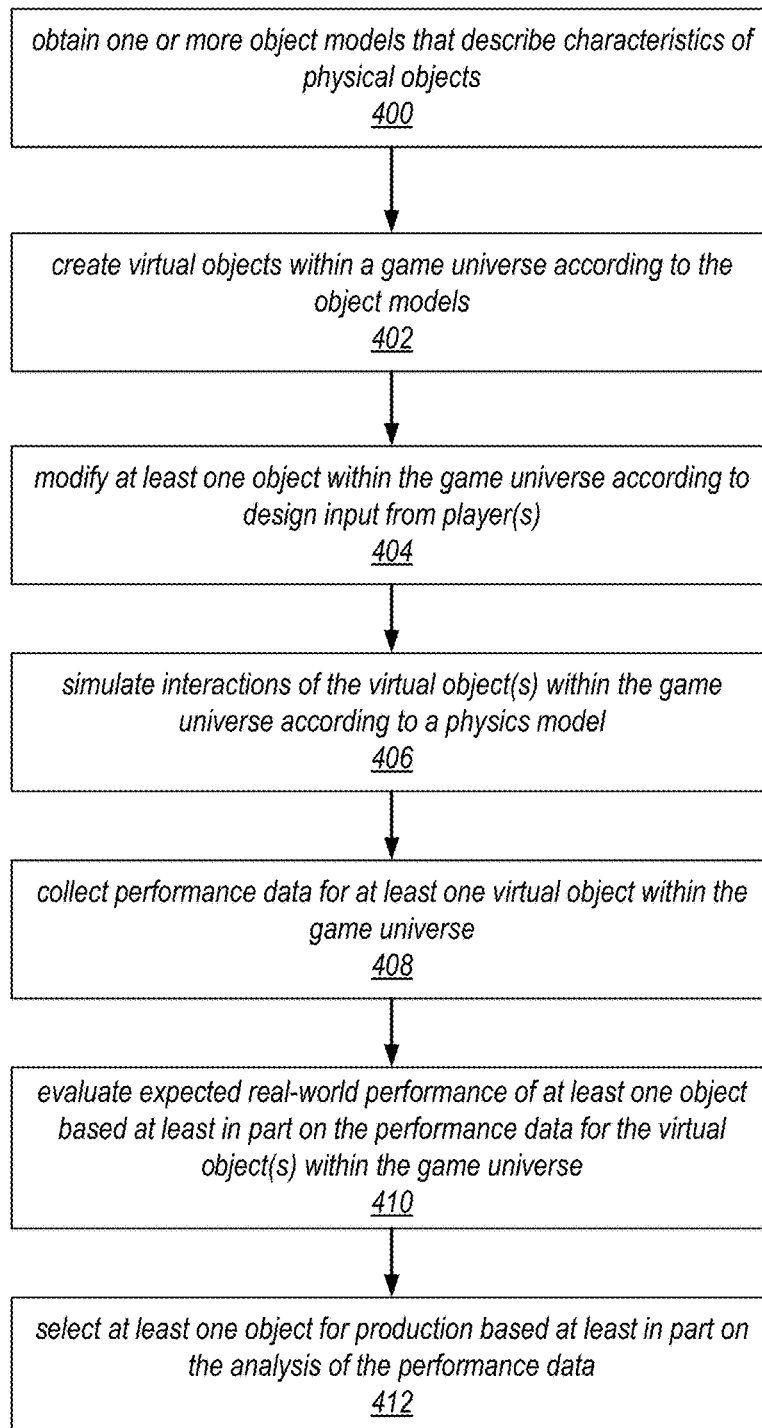 obtain one or more object models that describe characteristics of
physical objects
400
create virtual objects within a game universe according to the
object models
402
modify at least one object within the game universe according to
design input from player(s)
404
simulate interactions of the virtual object(s) within the game
universe according to a physics model
406
collect performance data for at least one virtual object within the
game universe
408
evaluate expected real-world performance of at least one object
based at least in part on the performance data for the virtual
object(s) within the game universe
410
select at least one object for production based at least in part on
the analysis of the performance data
412